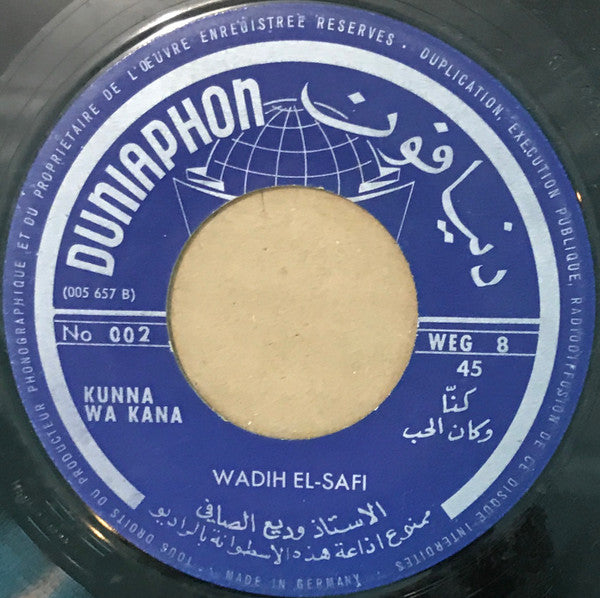 TOUS DROITS DU PRODUCTEUR PHONOGRAPHIQUE ET DU PROPRIETAIRE DE L'ŒUVRE ENREGISTREE RESERVES . DUPLICATION, EXECUTION PUBLIQUE, RADIODIFFUSION DE CE DISQUE INTERDITES
DUNIAPHON
دنيافون
(005 657 B)
No 002
WEG 8
45
KUNNA
WA KANA
كنّا
وكان الحب
WADIH EL-SAFI
الاستاذ وديع الصافي
ممنوع اذاعة هذه الاسطوانة بالراديو
MADE IN GERMANY